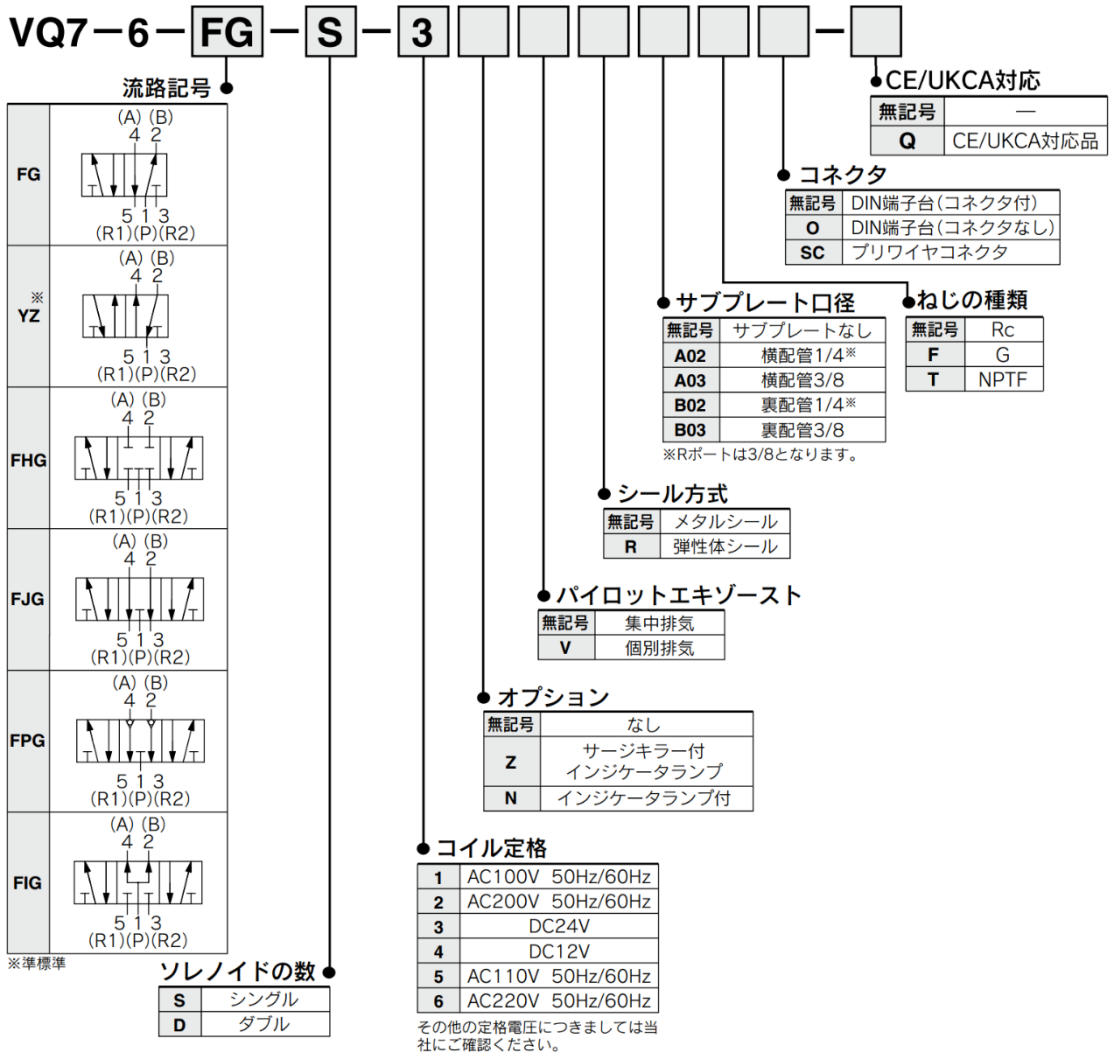 VQ7－6－FG－S－3 －
流路記号
FG
(A) (B)
4 2
5 1 3
(R1)(P)(R2)
※
YZ
(A) (B)
4 2
5 1 3
(R1)(P)(R2)
FHG
(A) (B)
4 2
5 1 3
(R1)(P)(R2)
FJG
(A) (B)
4 2
5 1 3
(R1)(P)(R2)
FPG
(A) (B)
4 2
5 1 3
(R1)(P)(R2)
FIG
(A) (B)
4 2
5 1 3
(R1)(P)(R2)
※準標準
ソレノイドの数
S シングル
D ダブル
コイル定格
1 AC100V 50Hz/60Hz
2 AC200V 50Hz/60Hz
3 DC24V
4 DC12V
5 AC110V 50Hz/60Hz
6 AC220V 50Hz/60Hz
その他の定格電圧につきましては当
社にご確認ください。
オプション
無記号 なし
Z サージキラー付
インジケータランプ
N インジケータランプ付
パイロットエキゾースト
無記号 集中排気
V 個別排気
シール方式
無記号 メタルシール
R 弾性体シール
サブプレート口径
無記号 サブプレートなし
A02 横配管1/4※
A03 横配管3/8
B02 裏配管1/4※
B03 裏配管3/8
※Rポートは3/8となります。
ねじの種類
無記号 Rc
F G
T NPTF
コネクタ
無記号 DIN端子台(コネクタ付)
O DIN端子台(コネクタなし)
SC プリワイヤコネクタ
CE/UKCA対応
無記号 ―
Q CE/UKCA対応品